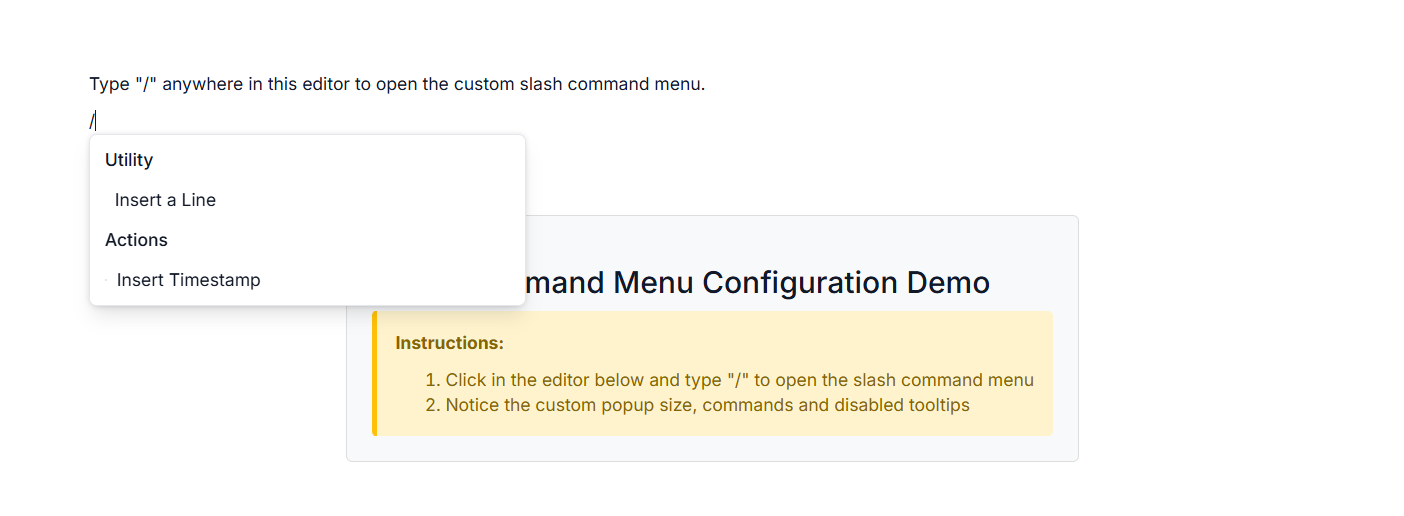 Type "/" anywhere in this editor to open the custom slash command menu.
/
Utility
Insert a Line
Actions
Insert Timestamp
mand Menu Configuration Demo
Instructions:
1. Click in the editor below and type "/" to open the slash command menu
2. Notice the custom popup size, commands and disabled tooltips